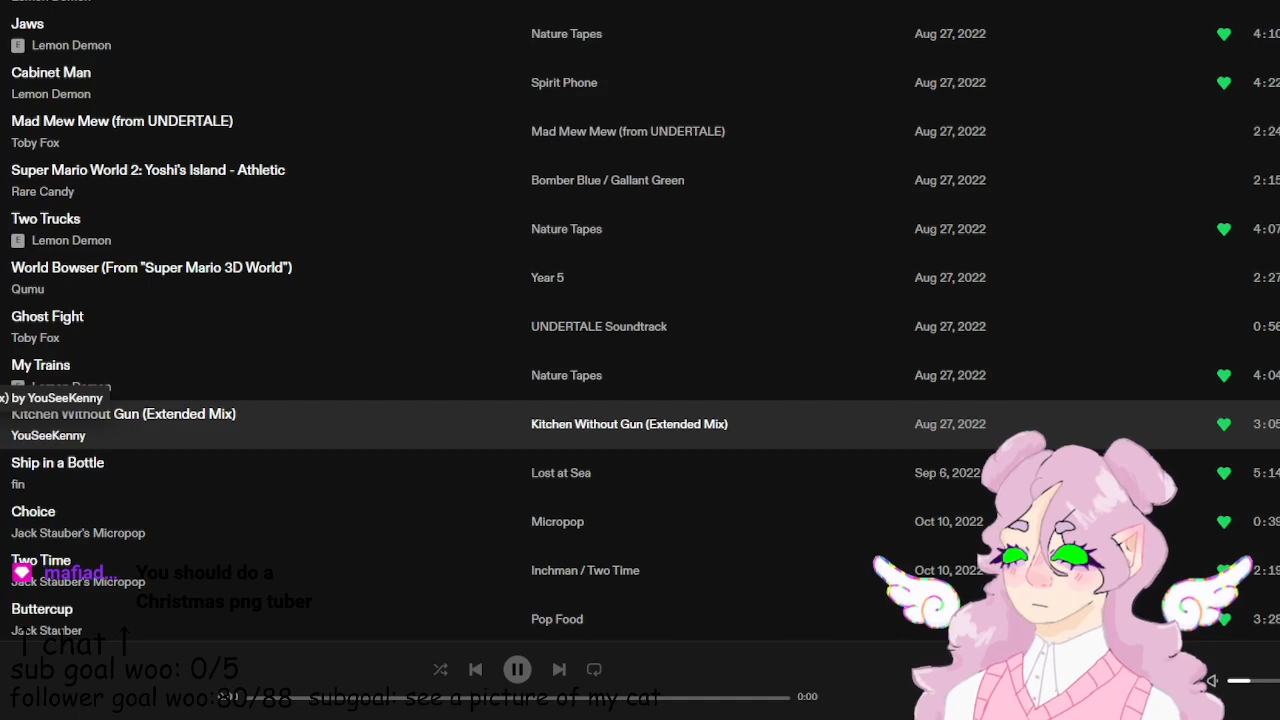 Jaws
Nature Tapes
Aug 27, 2022
4:10
E Lemon Demon
Cabinet Man
Spirit Phone
Aug 27, 2022
4:22
Lemon Demon
Mad Mew Mew (from UNDERTALE)
Mad Mew Mew (from UNDERTALE)
Aug 27, 2022
2:24
Toby Fox
Super Mario World 2: Yoshi's Island - Athletic
Bomber Blue / Gallant Green
Aug 27, 2022
2:15
Rare Candy
Two Trucks
Nature Tapes
Aug 27, 2022
4:07
E Lemon Demon
World Bowser (From "Super Mario 3D World")
Year 5
Aug 27, 2022
2:27
Qumu
Ghost Fight
UNDERTALE Soundtrack
Aug 27, 2022
0:56
Toby Fox
My Trains
Nature Tapes
Aug 27, 2022
4:04
Lemon Demon
x) by YouSeeKenny
Kitchen Without Gun (Extended Mix)
Kitchen Without Gun (Extended Mix)
Aug 27, 2022
3:05
YouSeeKenny
Ship in a Bottle
Lost at Sea
Sep 6, 2022
5:14
fin
Choice
Micropop
Oct 10, 2022
0:39
Jack Stauber's Micropop
Two Time
Inchman / Two Time
Oct 10, 2022
2:19
Jack Stauber's Micropop
mafiad... You should do a
Christmas png tuber
Buttercup
Pop Food
3:28
Jack Stauber
↑ chat ↑
sub goal woo: 0/5
follower goal woo:80/88 subgoal: see a picture of my cat
0:00